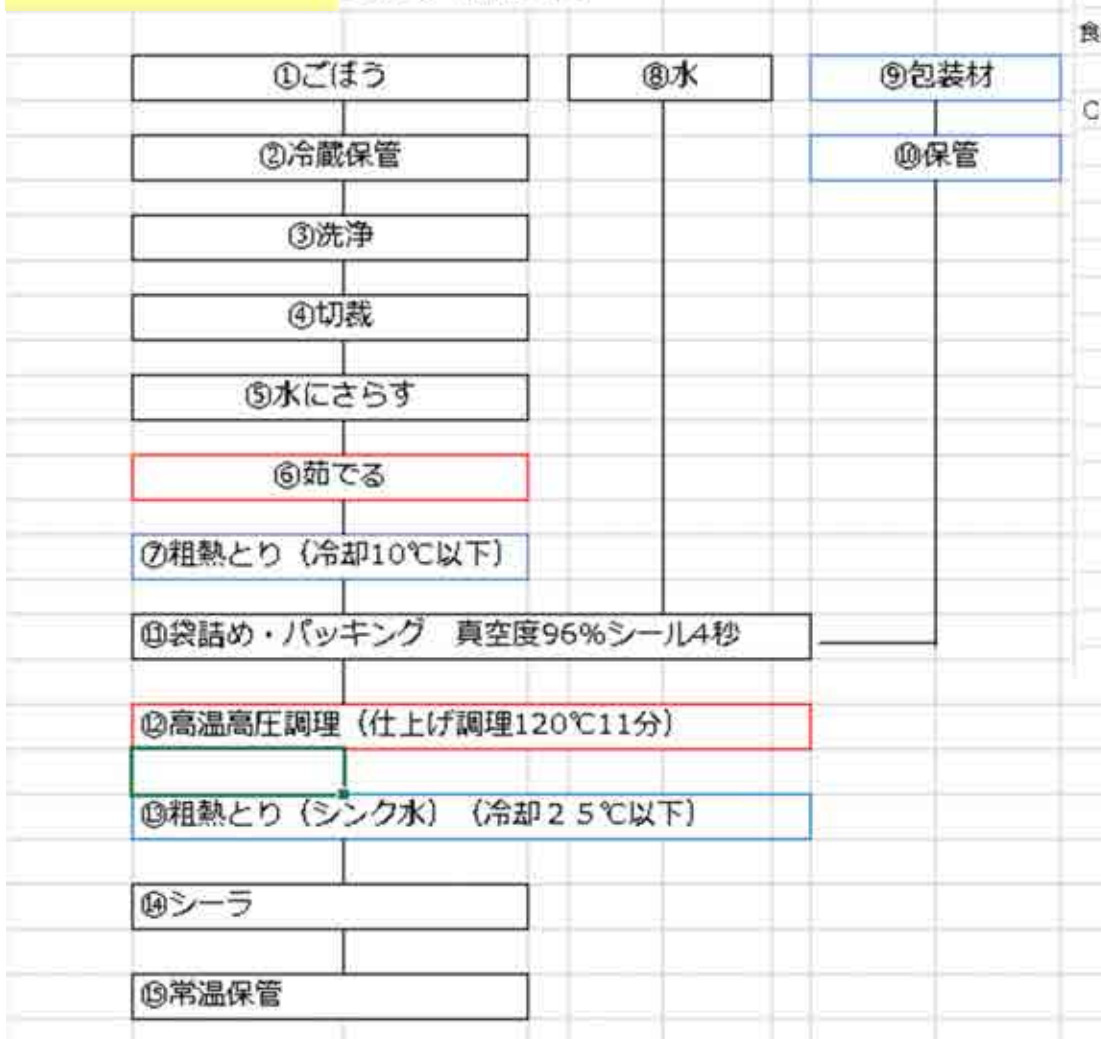 食
①ごぼう
⑧水
⑨包装材
C
②冷蔵保管
⑩保管
③洗浄
④切裁
⑤水にさらす
⑥茹でる
⑦粗熱とり（冷却10℃以下）
⑪袋詰め・パッキング　真空度96%シール4秒
⑫高温高圧調理（仕上げ調理120℃11分）
⑬粗熱とり（シンク水）（冷却２５℃以下）
⑭シーラ
⑮常温保管